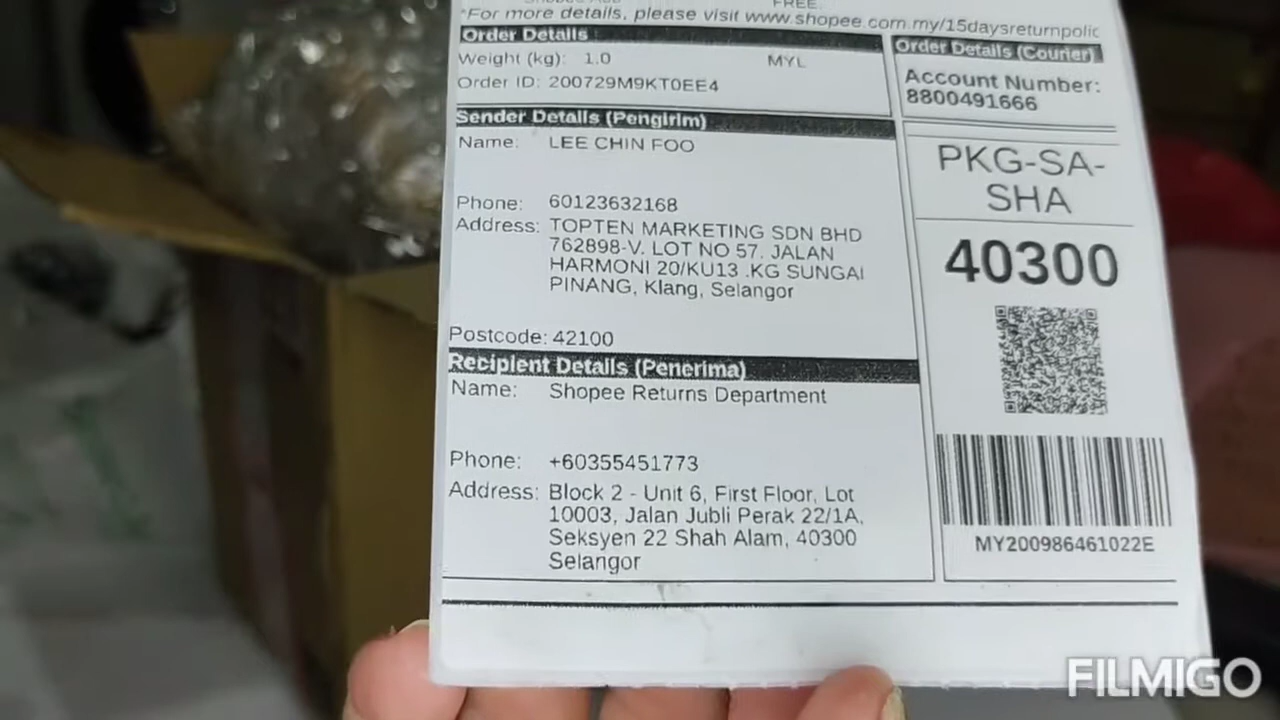 FREE
*For more details, please visit www.shopee.com.my/15daysreturnpolic
Order Details
Weight (kg): 1.0 MYL
Order ID: 200729M9KT0EE4
Sender Details (Pengirim)
Name: LEE CHIN FOO
Phone: 60123632168
Address: TOPTEN MARKETING SDN BHD
762898-V. LOT NO 57. JALAN
HARMONI 20/KU13 .KG SUNGAI
PINANG, Klang, Selangor
Postcode: 42100
Recipient Details (Penerima)
Name: Shopee Returns Department
Phone: +60355451773
Address: Block 2 - Unit 6, First Floor, Lot
10003, Jalan Jubli Perak 22/1A,
Seksyen 22 Shah Alam, 40300
Selangor
Order Details (Courier)
Account Number:
8800491666
PKG-SA-
SHA
40300
MY200986461022E
FILMIGO